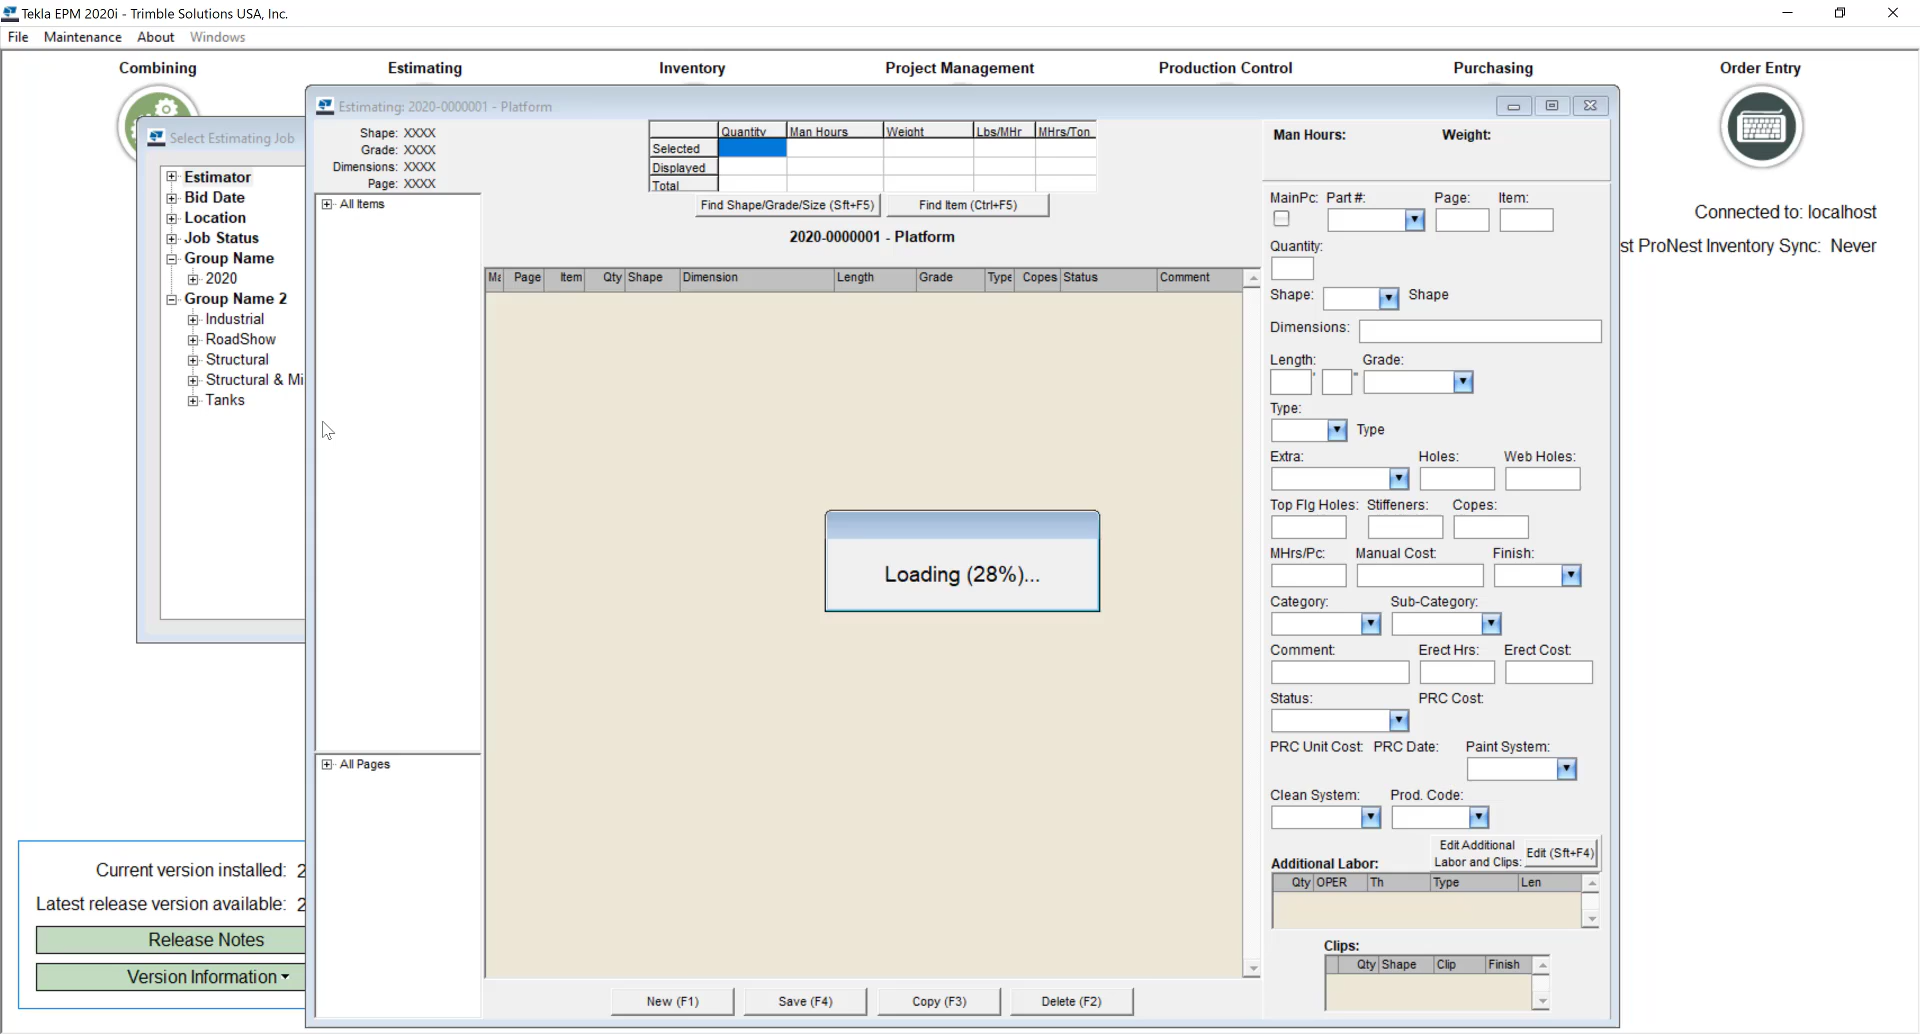 Tekla EPM 2020i - Trimble Solutions USA, Inc.
File Maintenance About Windows
Combining Estimating Inventory Project Management Production Control Purchasing Order Entry
Select Estimating Job
Estimator
Bid Date
Location
Job Status
Group Name
2020
Group Name 2
Industrial
RoadShow
Structural
Structural & Mi
Tanks
Estimating: 2020-0000001 - Platform
Shape: XXXX
Grade: XXXX
Dimensions: XXXX
Page: XXXX
Quantity Man Hours Weight Lbs/MHr MHrs/Ton
Selected
Displayed
Total
Find Shape/Grade/Size (Sft+F5) Find Item (Ctrl+F5)
2020-0000001 - Platform
All Items
All Pages
Page Item Qty Shape Dimension Length Grade Type Copes Status Comment
Loading (28%)...
New (F1) Save (F4) Copy (F3) Delete (F2)
Man Hours: Weight:
MainPc: Part #: Page: Item:
Quantity:
Shape: Shape
Dimensions:
Length: ' " Grade:
Type:
Type
Extra: Holes: Web Holes:
Top Flg Holes: Stiffeners: Copes:
MHrs/Pc: Manual Cost: Finish:
Category: Sub-Category:
Comment: Erect Hrs: Erect Cost:
Status: PRC Cost:
PRC Unit Cost: PRC Date: Paint System:
Clean System: Prod. Code:
Edit Additional
Labor and Clips: Edit (Sft+F4)
Additional Labor:
Qty OPER Th Type Len
Clips:
Qty Shape Clip Finish
Connected to: localhost
st ProNest Inventory Sync: Never
Current version installed: 2
Latest release version available: 2
Release Notes
Version Information